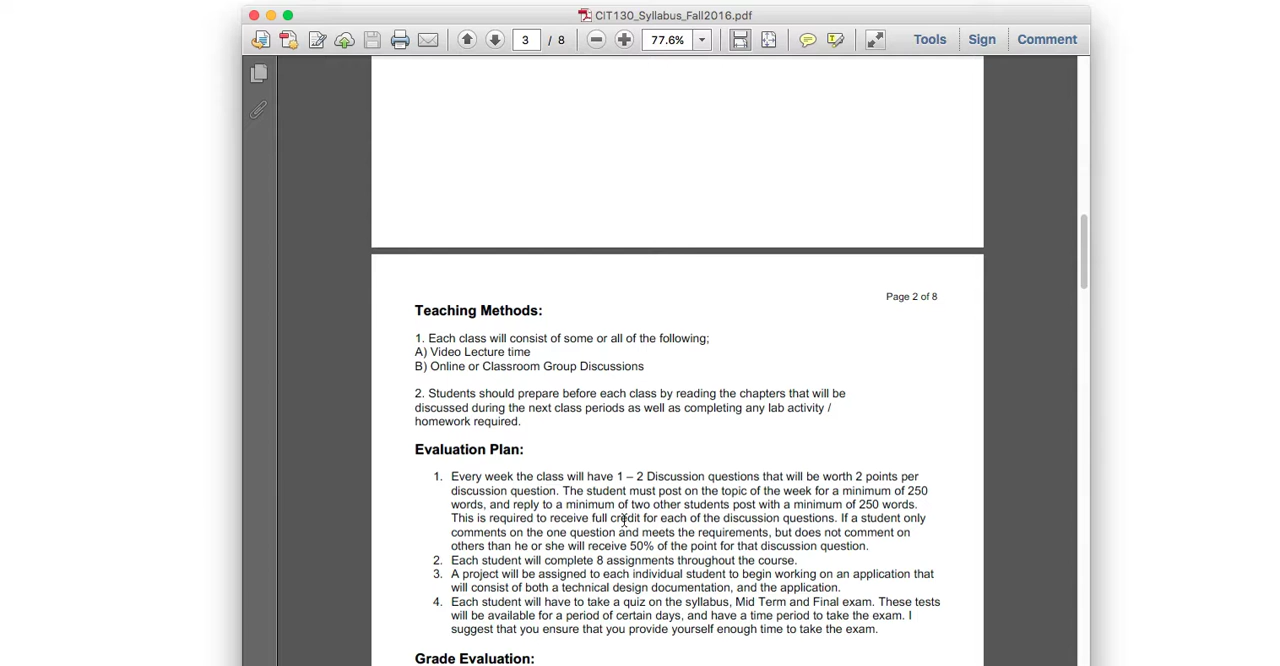 CIT130_Syllabus_Fall2016.pdf
3 / 8
77.6%
Tools
Sign
Comment
Page 2 of 8
Teaching Methods:
1. Each class will consist of some or all of the following;
A) Video Lecture time
B) Online or Classroom Group Discussions
2. Students should prepare before each class by reading the chapters that will be
discussed during the next class periods as well as completing any lab activity /
homework required.
Evaluation Plan:
1. Every week the class will have 1 – 2 Discussion questions that will be worth 2 points per
discussion question. The student must post on the topic of the week for a minimum of 250
words, and reply to a minimum of two other students post with a minimum of 250 words.
This is required to receive full credit for each of the discussion questions. If a student only
comments on the one question and meets the requirements, but does not comment on
others than he or she will receive 50% of the point for that discussion question.
2. Each student will complete 8 assignments throughout the course.
3. A project will be assigned to each individual student to begin working on an application that
will consist of both a technical design documentation, and the application.
4. Each student will have to take a quiz on the syllabus, Mid Term and Final exam. These tests
will be available for a period of certain days, and have a time period to take the exam. I
suggest that you ensure that you provide yourself enough time to take the exam.
Grade Evaluation: